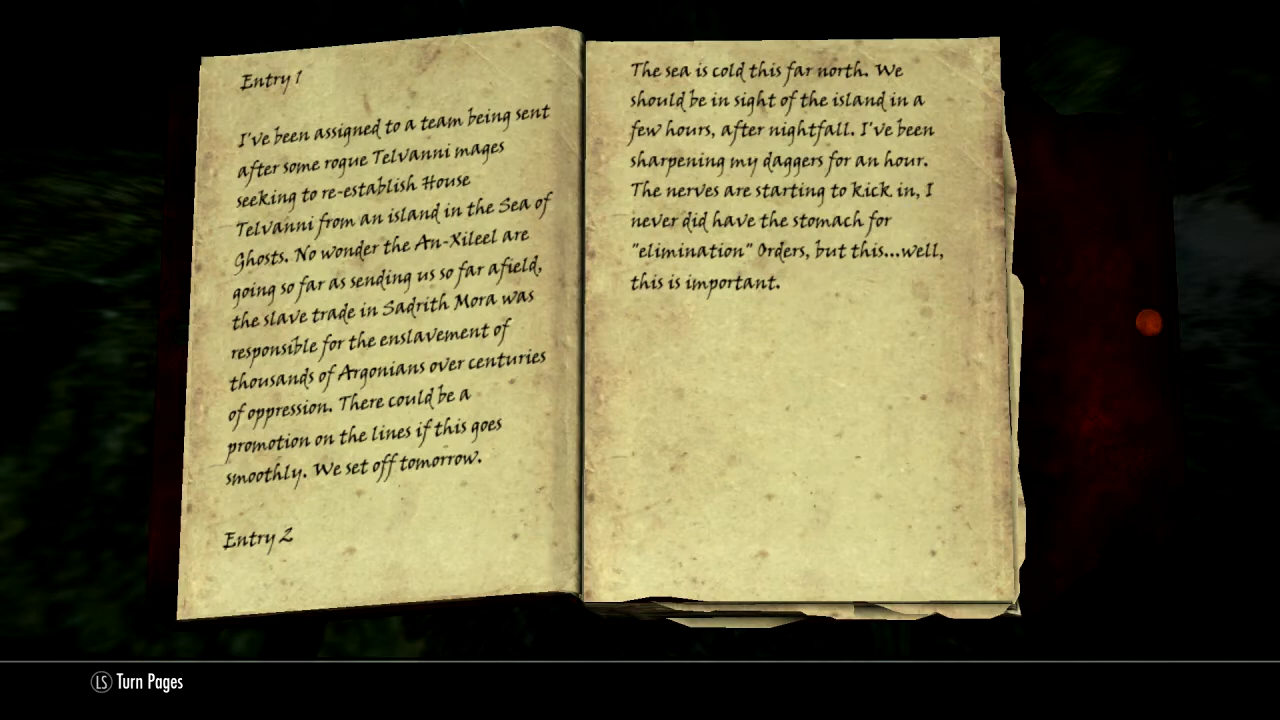 Entry 1
I've been assigned to a team being sent
after some rogue Telvanni mages
seeking to re-establish House
Telvanni from an island in the Sea of
Ghosts. No wonder the An-Xileel are
going so far as sending us so far afield,
the slave trade in Sadrith Mora was
responsible for the enslavement of
thousands of Argonians over centuries
of oppression. There could be a
promotion on the lines if this goes
smoothly. We set off tomorrow.
Entry 2
The sea is cold this far north. We
should be in sight of the island in a
few hours, after nightfall. I've been
sharpening my daggers for an hour.
The nerves are starting to kick in, I
never did have the stomach for
"elimination" Orders, but this...well,
this is important.
LS Turn Pages